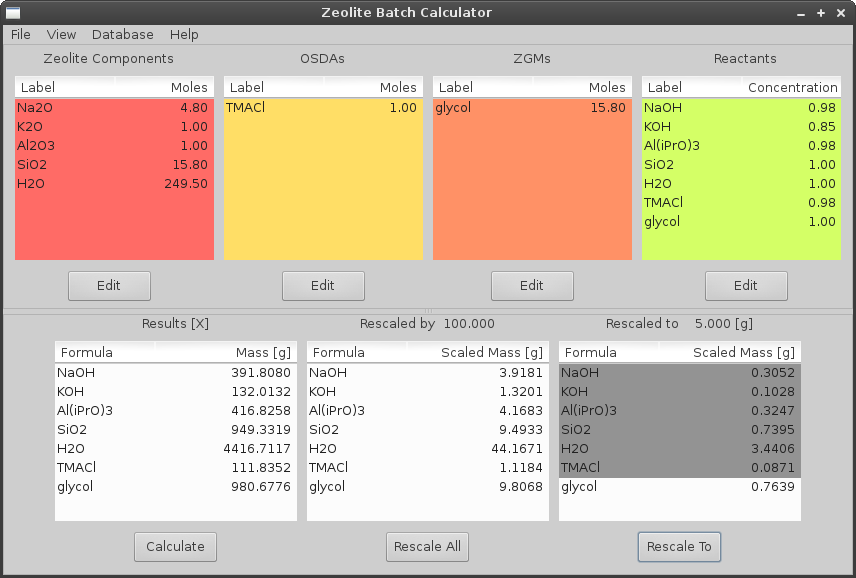 Zeolite Batch Calculator
File View Database Help
Zeolite Components OSDAs ZGMs Reactants
Label Moles Label Moles Label Moles Label Concentration
Na2O 4.80 TMACl 1.00 glycol 15.80 NaOH 0.98
K2O 1.00 KOH 0.85
Al2O3 1.00 Al(iPrO)3 0.98
SiO2 15.80 SiO2 1.00
H2O 249.50 H2O 1.00
TMACl 0.98
glycol 1.00
Edit Edit Edit Edit
Results [X] Rescaled by 100.000 Rescaled to 5.000 [g]
Formula Mass [g] Formula Scaled Mass [g] Formula Scaled Mass [g]
NaOH 391.8080 NaOH 3.9181 NaOH 0.3052
KOH 132.0132 KOH 1.3201 KOH 0.1028
Al(iPrO)3 416.8258 Al(iPrO)3 4.1683 Al(iPrO)3 0.3247
SiO2 949.3319 SiO2 9.4933 SiO2 0.7395
H2O 4416.7117 H2O 44.1671 H2O 3.4406
TMACl 111.8352 TMACl 1.1184 TMACl 0.0871
glycol 980.6776 glycol 9.8068 glycol 0.7639
Calculate Rescale All Rescale To